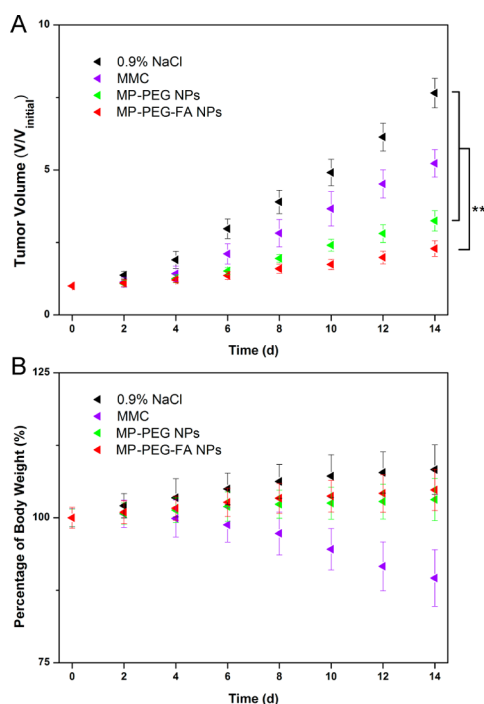 A
10
5
0
Tumor Volume (V/Vinitial)
0.9% NaCl
MMC
MP-PEG NPs
MP-PEG-FA NPs
**
0 2 4 6 8 10 12 14
Time (d)
B
125
100
75
Percentage of Body Weight (%)
0.9% NaCl
MMC
MP-PEG NPs
MP-PEG-FA NPs
0 2 4 6 8 10 12 14
Time (d)